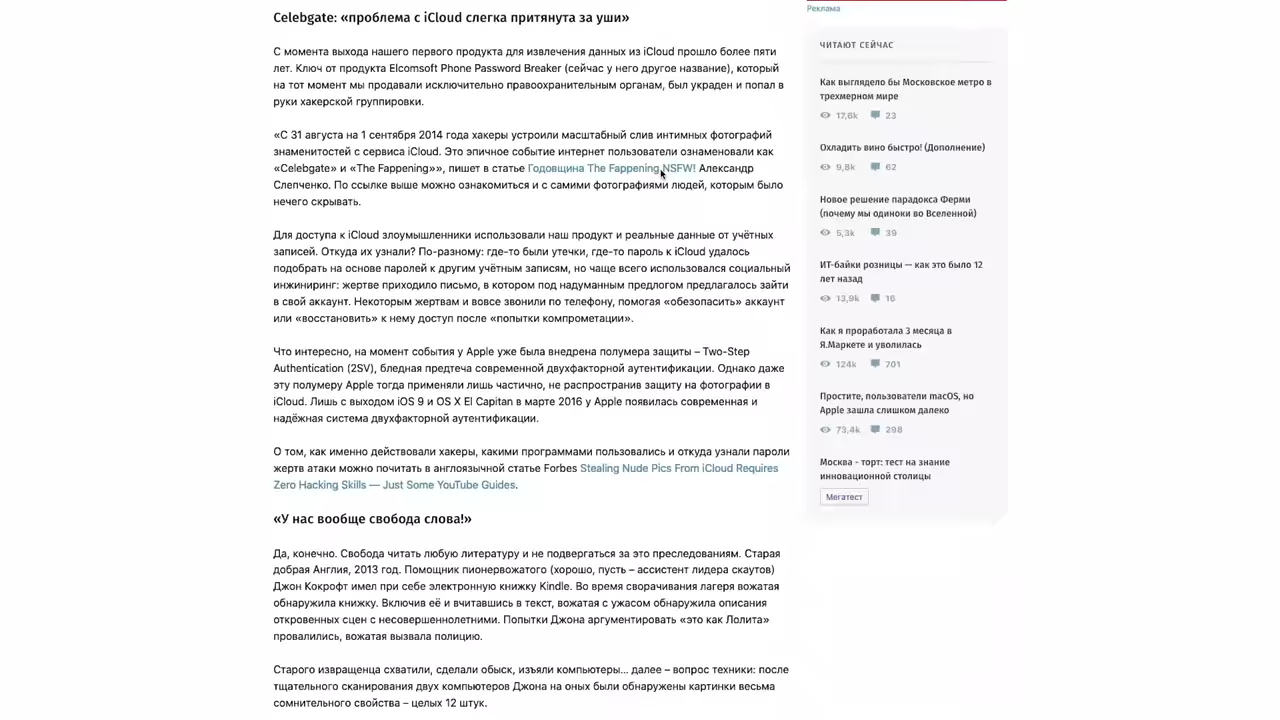 Celebgate: «проблема с iCloud слегка притянута за уши»
С момента выхода нашего первого продукта для извлечения данных из iCloud прошло более пяти
лет. Ключ от продукта Elcomsoft Phone Password Breaker (сейчас у него другое название), который
на тот момент мы продавали исключительно правоохранительным органам, был украден и попал в
руки хакерской группировки.
«С 31 августа на 1 сентября 2014 года хакеры устроили масштабный слив интимных фотографий
знаменитостей с сервиса iCloud. Это эпичное событие интернет пользователи ознаменовали как
«Celebgate» и «The Fappening»», пишет в статье Годовщина The Fappening NSFW! Александр
Слепченко. По ссылке выше можно ознакомиться и с самими фотографиями людей, которым было
нечего скрывать.
Для доступа к iCloud злоумышленники использовали наш продукт и реальные данные от учётных
записей. Откуда их узнали? По-разному: где-то были утечки, где-то пароль к iCloud удалось
подобрать на основе паролей к другим учётным записям, но чаще всего использовался социальный
инжиниринг: жертве приходило письмо, в котором под надуманным предлогом предлагалось зайти
в свой аккаунт. Некоторым жертвам и вовсе звонили по телефону, помогая «обезопасить» аккаунт
или «восстановить» к нему доступ после «попытки компрометации».
Что интересно, на момент события у Apple уже была внедрена полумера защиты – Two-Step
Authentication (2SV), бледная предтеча современной двухфакторной аутентификации. Однако даже
эту полумеру Apple тогда применяли лишь частично, не распространив защиту на фотографии в
iCloud. Лишь с выходом iOS 9 и OS X El Capitan в марте 2016 у Apple появилась современная и
надёжная система двухфакторной аутентификации.
О том, как именно действовали хакеры, какими программами пользовались и откуда узнали пароли
жертв атаки можно почитать в англоязычной статье Forbes Stealing Nude Pics From iCloud Requires
Zero Hacking Skills — Just Some YouTube Guides.
«У нас вообще свобода слова!»
Да, конечно. Свобода читать любую литературу и не подвергаться за это преследованиям. Старая
добрая Англия, 2013 год. Помощник пионервожатого (хорошо, пусть – ассистент лидера скаутов)
Джон Кокрофт имел при себе электронную книжку Kindle. Во время сворачивания лагеря вожатая
обнаружила книжку. Включив её и вчитавшись в текст, вожатая с ужасом обнаружила описания
откровенных сцен с несовершеннолетними. Попытки Джона аргументировать «это как Лолита»
провалились, вожатая вызвала полицию.
Старого извращенца схватили, сделали обыск, изъяли компьютеры... далее – вопрос техники: после
тщательного сканирования двух компьютеров Джона на оных были обнаружены картинки весьма
сомнительного свойства – целых 12 штук.
Реклама
ЧИТАЮТ СЕЙЧАС
Как выглядело бы Московское метро в
трехмерном мире
17,6k 23
Охладить вино быстро! (Дополнение)
9,8k 62
Новое решение парадокса Ферми
(почему мы одиноки во Вселенной)
5,3k 39
ИТ-байки розницы — как это было 12
лет назад
13,9k 16
Как я проработала 3 месяца в
Я.Маркете и уволилась
124k 701
Простите, пользователи macOS, но
Apple зашла слишком далеко
73,4k 298
Москва - торт: тест на знание
инновационной столицы
Мегатест